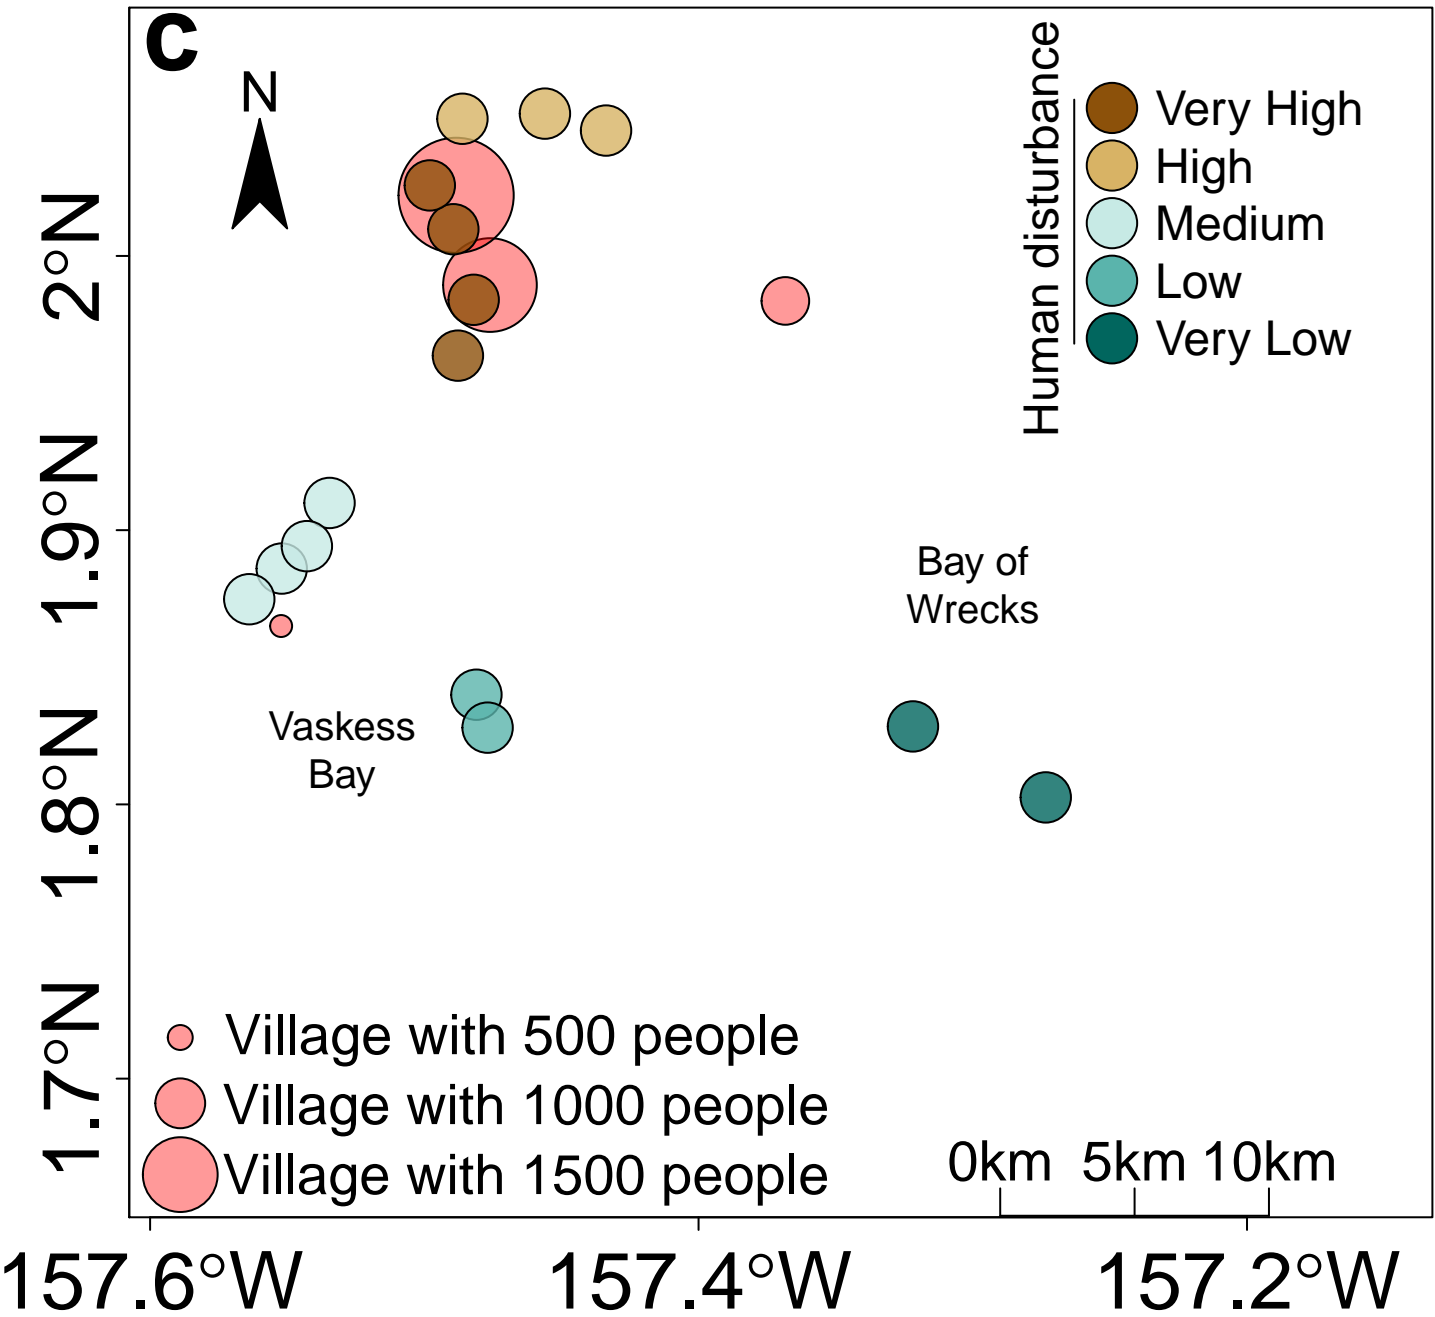 c
N
Human disturbance
Very High
High
Medium
Low
Very Low
2°N
1.9°N
1.8°N
1.7°N
Bay of
Wrecks
Vaskess
Bay
Village with 500 people
Village with 1000 people
Village with 1500 people
0km 5km 10km
157.6°W 157.4°W 157.2°W